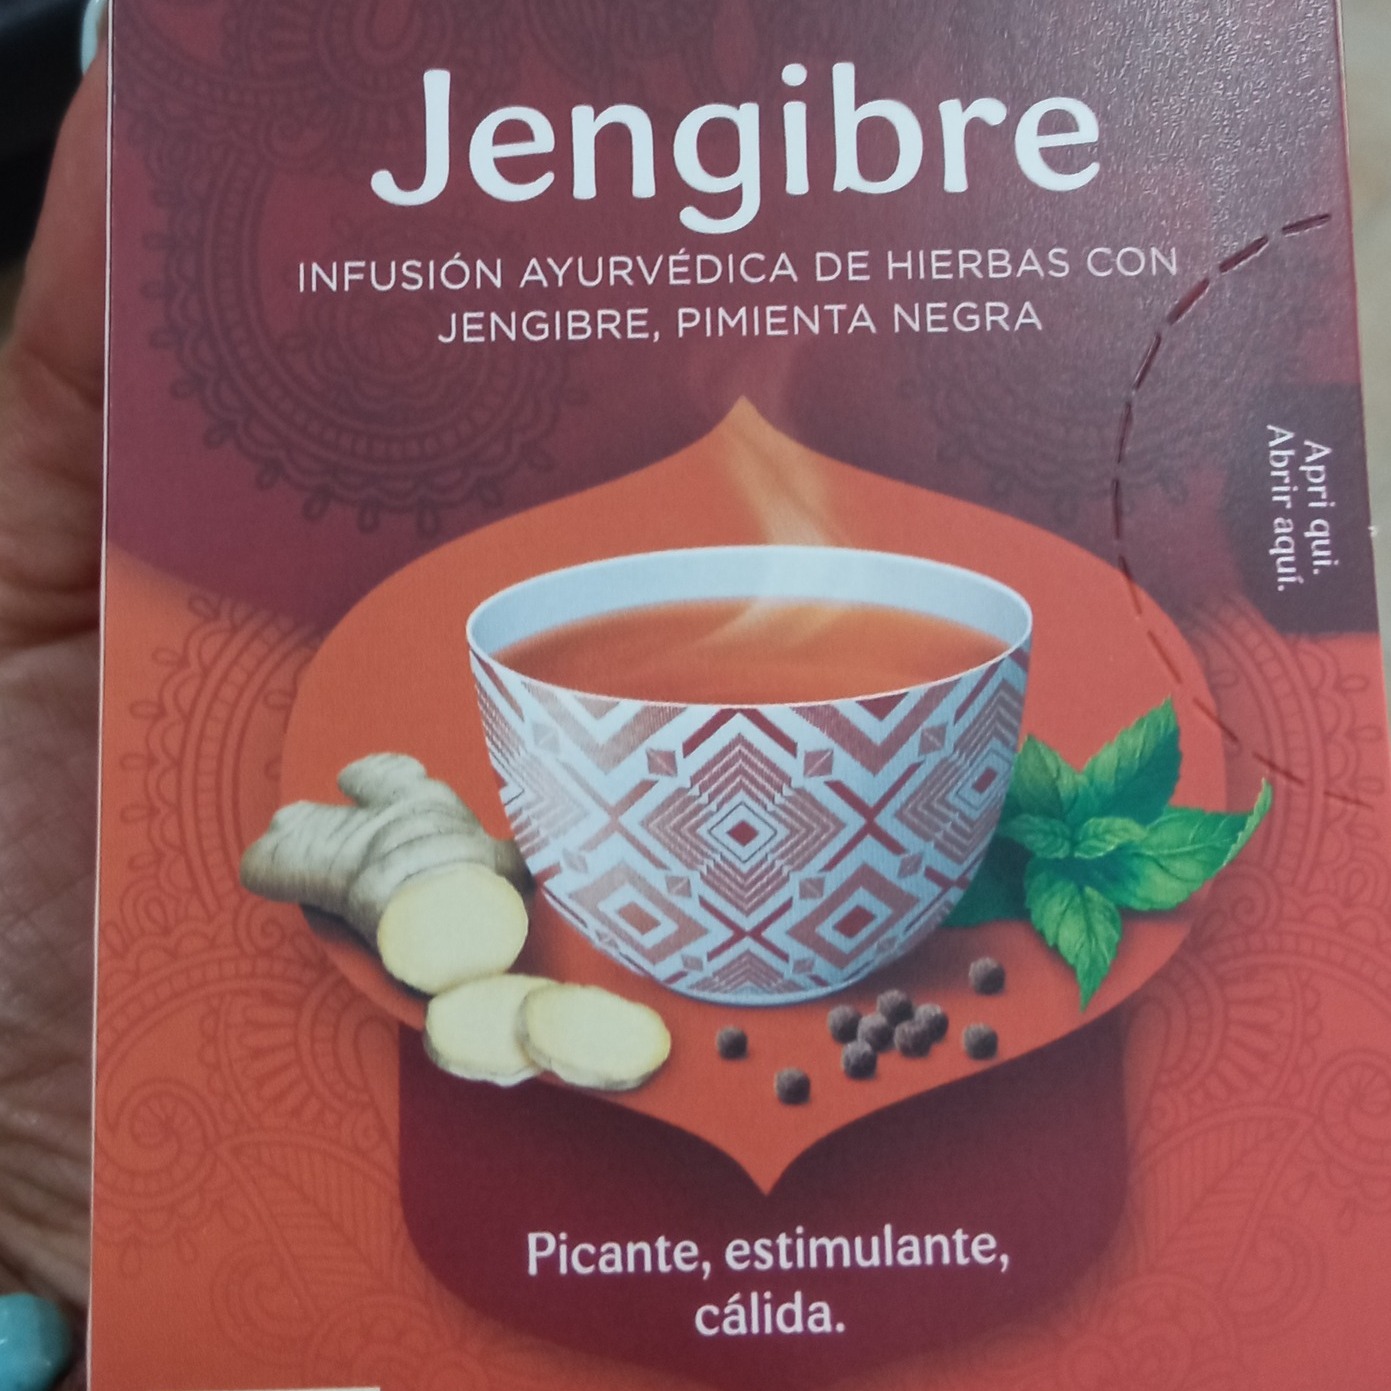 Jengibre
INFUSIÓN AYURVÉDICA DE HIERBAS CON
JENGIBRE, PIMIENTA NEGRA
Apri qui.
Abrir aquí.
Picante, estimulante,
cálida.